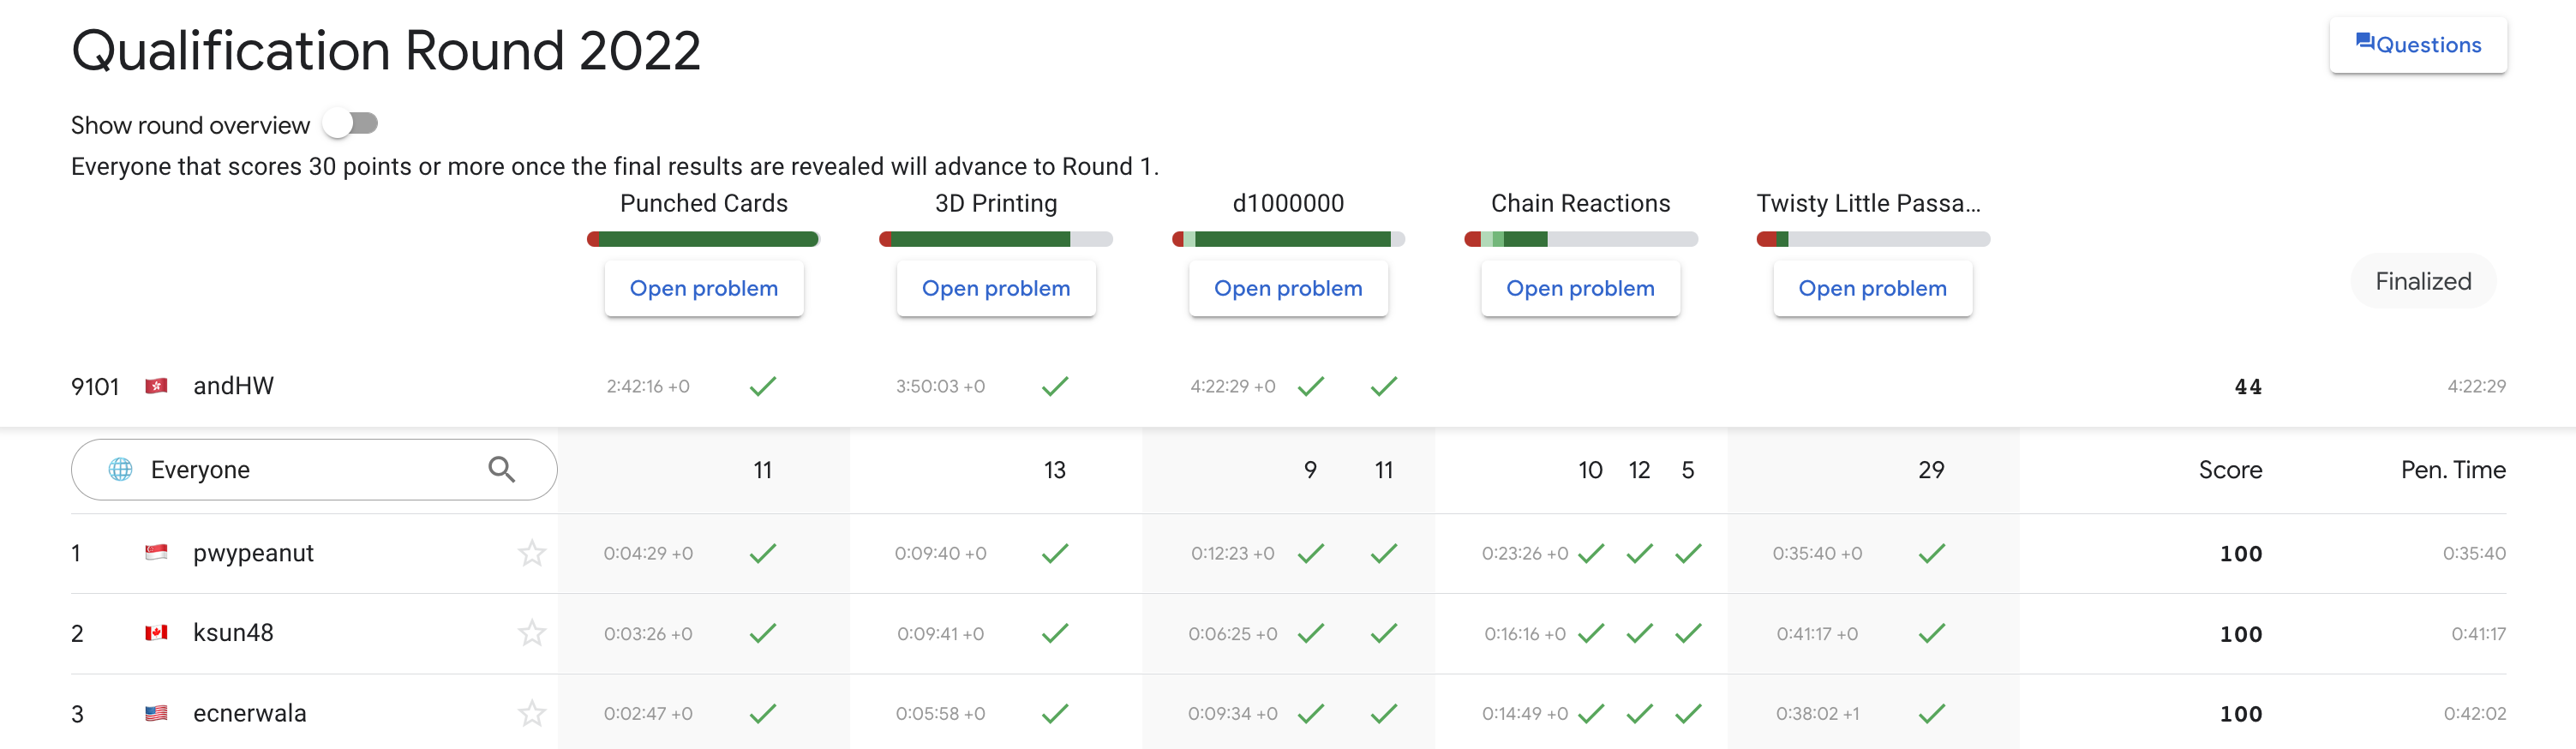 Qualification Round 2022
Questions
Show round overview
Everyone that scores 30 points or more once the final results are revealed will advance to Round 1.
Punched Cards 3D Printing d1000000 Chain Reactions Twisty Little Passa...
Open problem Open problem Open problem Open problem Open problem
Finalized
9101 andHW 2:42:16 +0 3:50:03 +0 4:22:29 +0 44 4:22:29
Everyone 11 13 9 11 10 12 5 29 Score Pen. Time
1 pwypeanut 0:04:29 +0 0:09:40 +0 0:12:23 +0 0:23:26 +0 0:35:40 +0 100 0:35:40
2 ksun48 0:03:26 +0 0:09:41 +0 0:06:25 +0 0:16:16 +0 0:41:17 +0 100 0:41:17
3 ecnerwala 0:02:47 +0 0:05:58 +0 0:09:34 +0 0:14:49 +0 0:38:02 +1 100 0:42:02